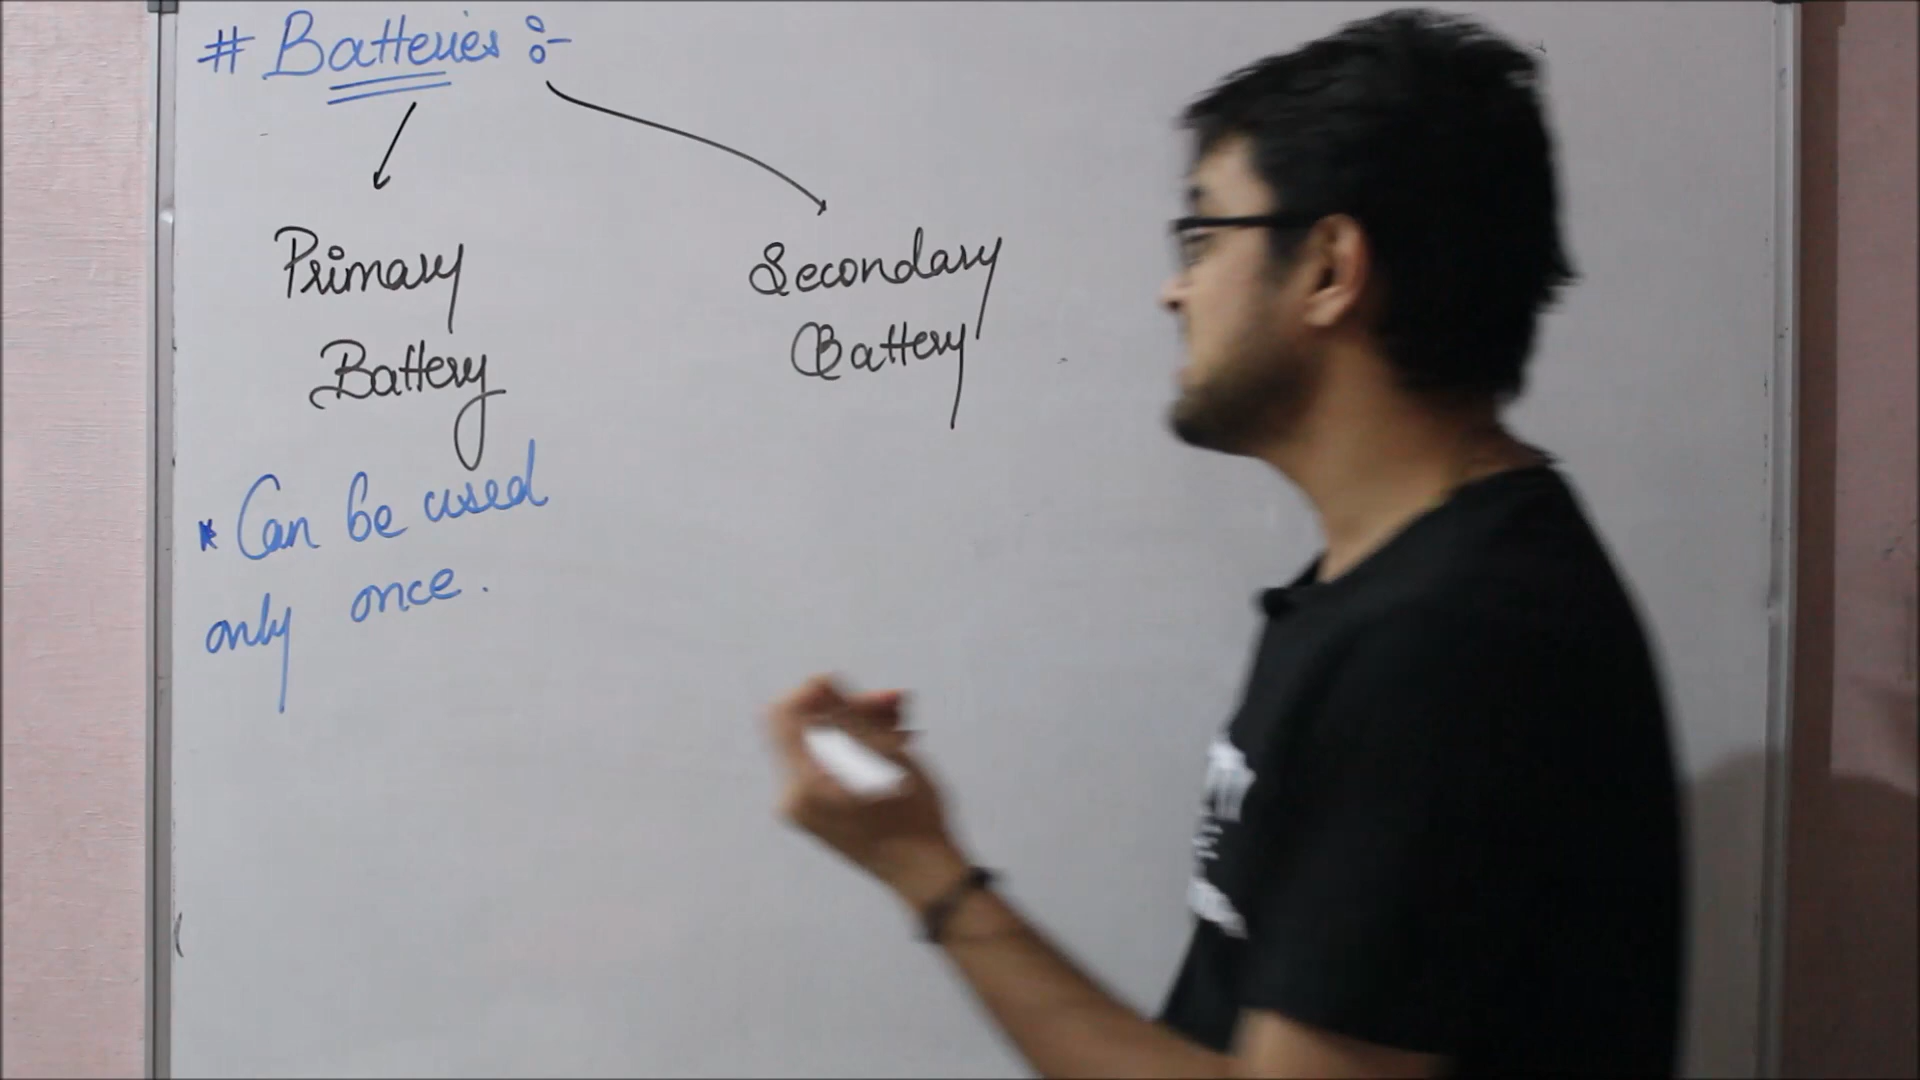 # Batteries :-
Primary
Battery
Secondary
Battery
* Can be used
only once.